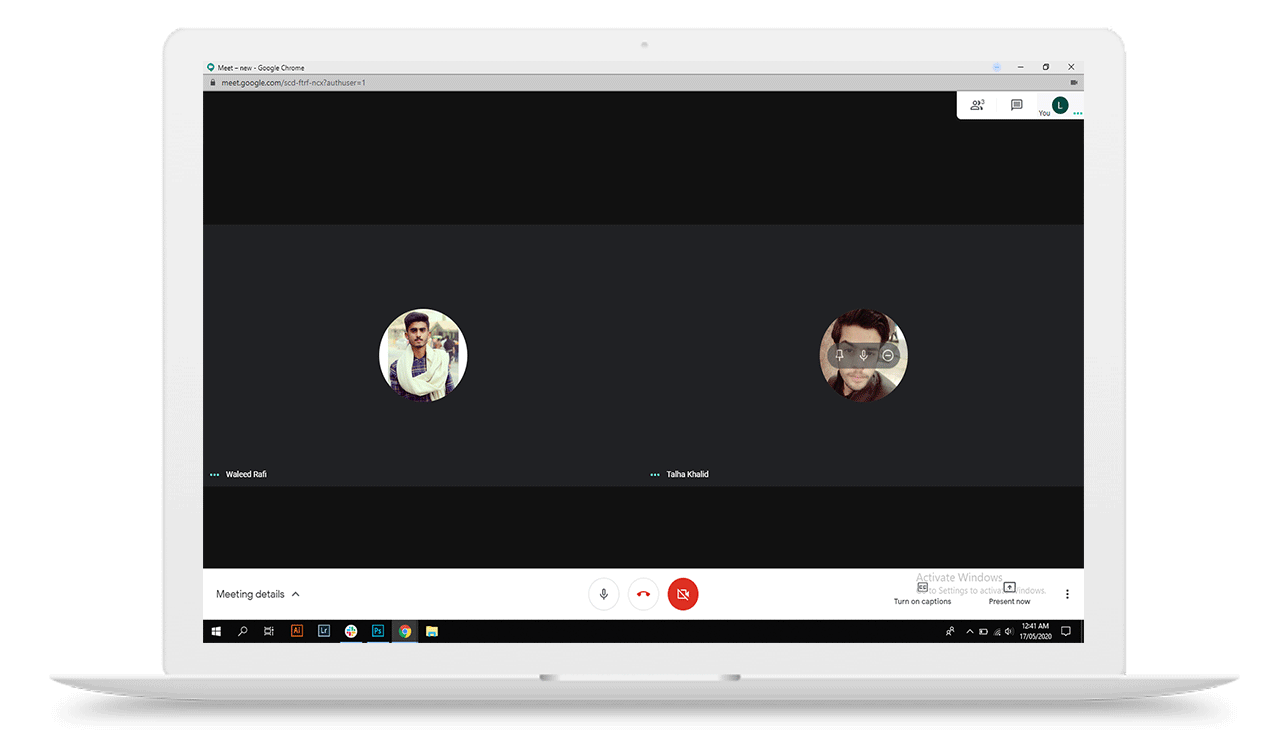 Meet – new - Google Chrome
meet.google.com/scd-ftrf-ncx?authuser=1
3
You
L
Waleed Rafi
Talha Khalid
Meeting details
Activate Windows
to Settings to activate Windows.
CC
Turn on captions
Present now
Ai
Lr
Ps
12:41 AM
17/05/2020